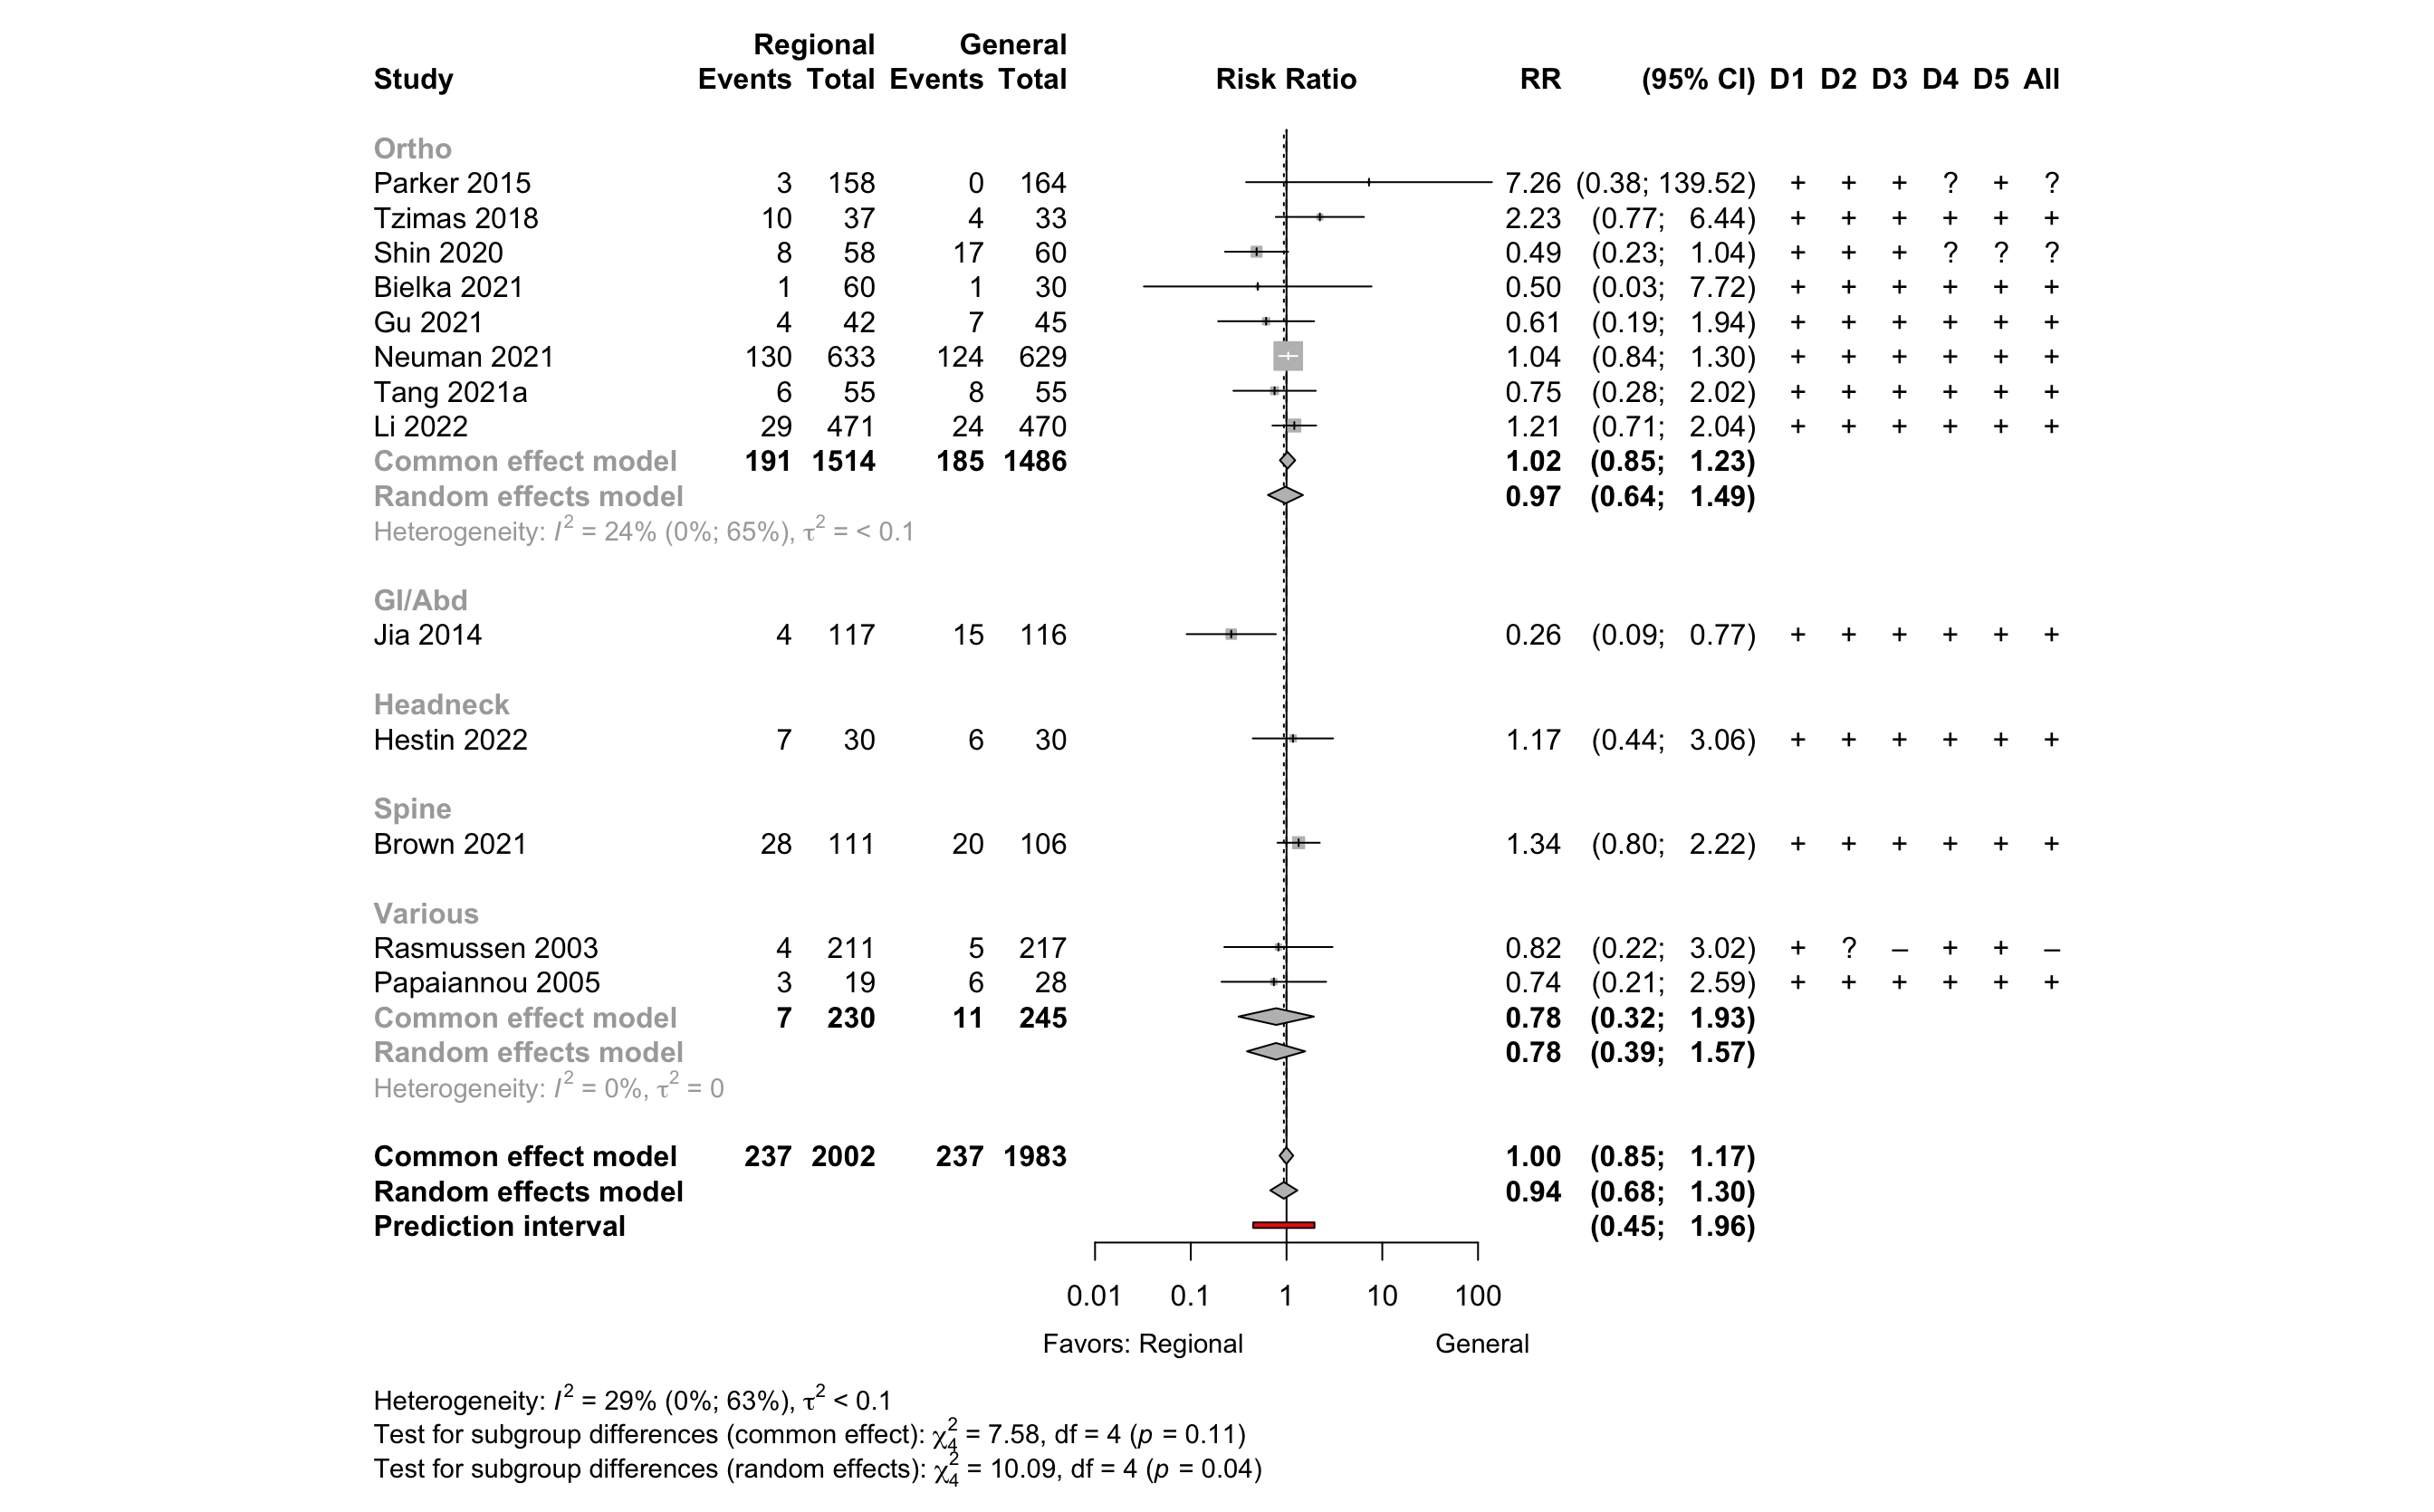 Regional General
Study Events Total Events Total Risk Ratio RR (95% CI) D1 D2 D3 D4 D5 All
Ortho
Parker 2015 3 158 0 164 7.26 (0.38; 139.52) + + + ? + ?
Tzimas 2018 10 37 4 33 2.23 (0.77; 6.44) + + + + + +
Shin 2020 8 58 17 60 0.49 (0.23; 1.04) + + + ? ? ?
Bielka 2021 1 60 1 30 0.50 (0.03; 7.72) + + + + + +
Gu 2021 4 42 7 45 0.61 (0.19; 1.94) + + + + + +
Neuman 2021 130 633 124 629 1.04 (0.84; 1.30) + + + + + +
Tang 2021a 6 55 8 55 0.75 (0.28; 2.02) + + + + + +
Li 2022 29 471 24 470 1.21 (0.71; 2.04) + + + + + +
Common effect model 191 1514 185 1486 1.02 (0.85; 1.23)
Random effects model 0.97 (0.64; 1.49)
Heterogeneity: I² = 24% (0%; 65%), τ² = < 0.1
GI/Abd
Jia 2014 4 117 15 116 0.26 (0.09; 0.77) + + + + + +
Headneck
Hestin 2022 7 30 6 30 1.17 (0.44; 3.06) + + + + + +
Spine
Brown 2021 28 111 20 106 1.34 (0.80; 2.22) + + + + + +
Various
Rasmussen 2003 4 211 5 217 0.82 (0.22; 3.02) + ? – + + –
Papaiannou 2005 3 19 6 28 0.74 (0.21; 2.59) + + + + + +
Common effect model 7 230 11 245 0.78 (0.32; 1.93)
Random effects model 0.78 (0.39; 1.57)
Heterogeneity: I² = 0%, τ² = 0
Common effect model 237 2002 237 1983 1.00 (0.85; 1.17)
Random effects model 0.94 (0.68; 1.30)
Prediction interval (0.45; 1.96)
0.01 0.1 1 10 100
Favors: Regional General
Heterogeneity: I² = 29% (0%; 63%), τ² < 0.1
Test for subgroup differences (common effect): χ²₄ = 7.58, df = 4 (p = 0.11)
Test for subgroup differences (random effects): χ²₄ = 10.09, df = 4 (p = 0.04)